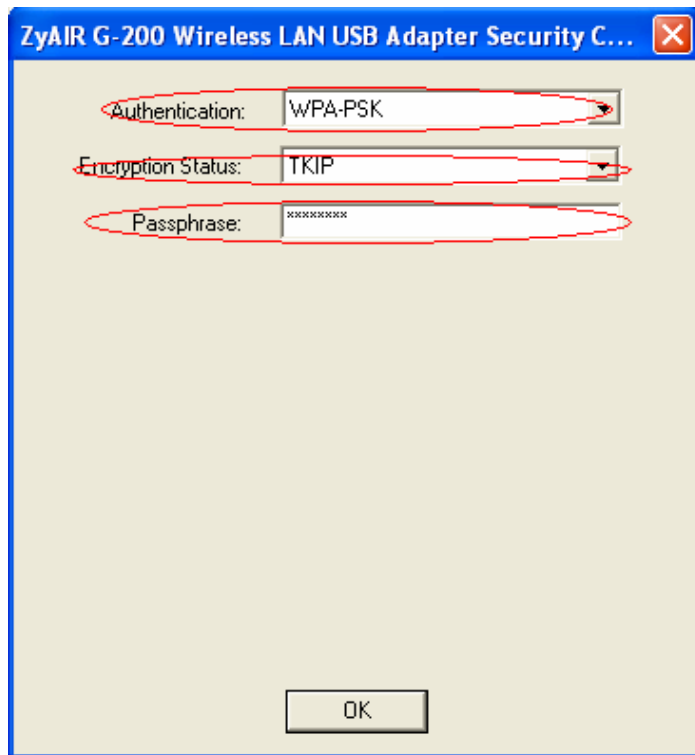 ZyAIR G-200 Wireless LAN USB Adapter Security C...
Authentication: WPA-PSK
Encryption Status: TKIP
Passphrase: ********
OK